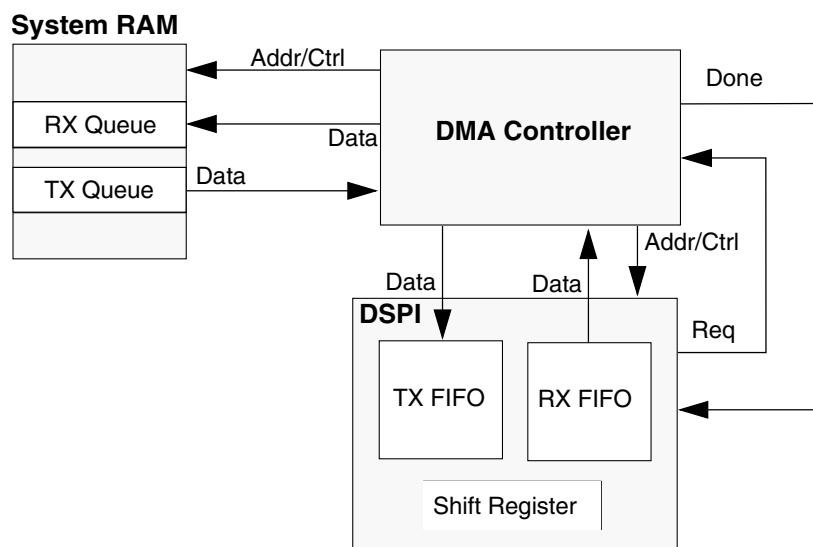 System RAM
Addr/Ctrl
Done
RX Queue
Data
DMA Controller
TX Queue
Data
Addr/Ctrl
Data
Data
DSPI
Req
TX FIFO
RX FIFO
Shift Register